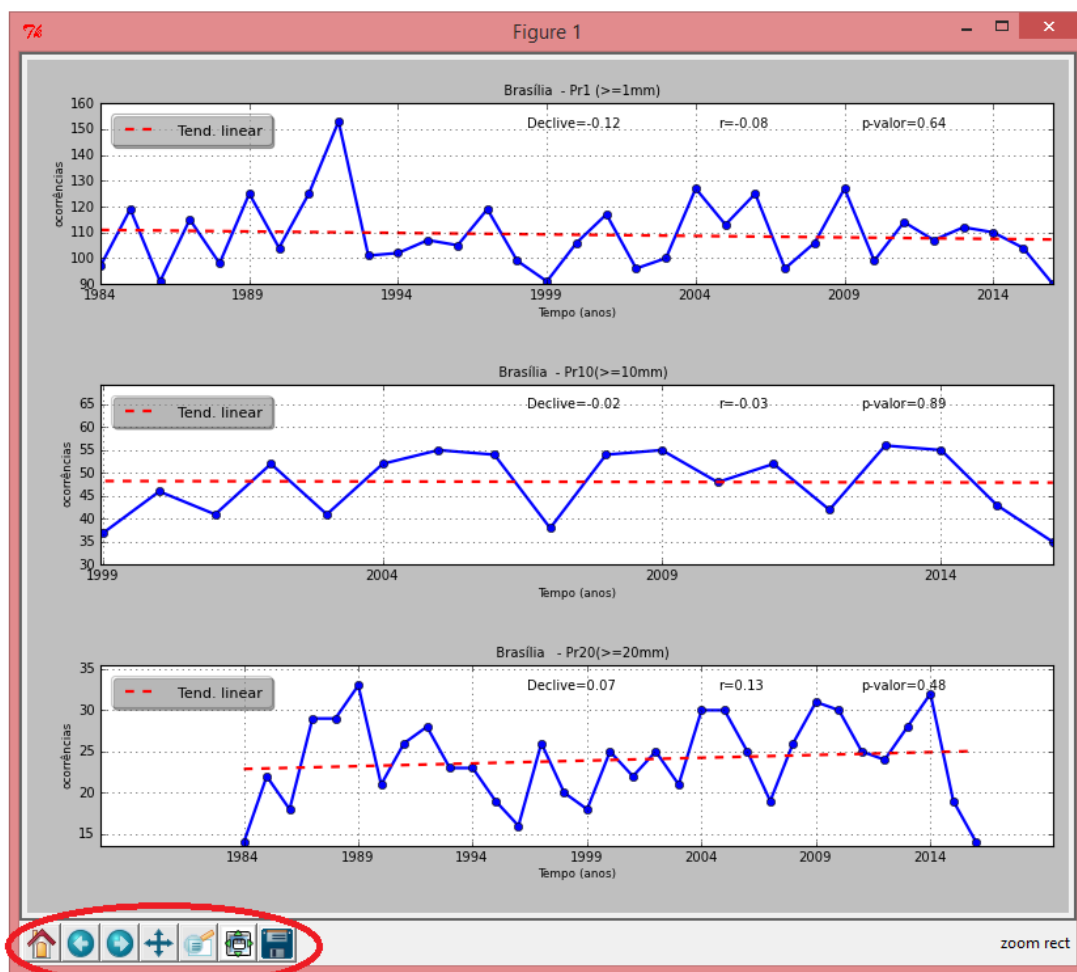 Figure 1
Brasília - Pr1 (>=1mm)
Tend. linear
Declive=-0.12 r=-0.08 p-valor=0.64
ocorrências
160
150
140
130
120
110
100
90
1984 1989 1994 1999 2004 2009 2014
Tempo (anos)
Brasília - Pr10(>=10mm)
Tend. linear
Declive=-0.02 r=-0.03 p-valor=0.89
ocorrências
65
60
55
50
45
40
35
30
1999 2004 2009 2014
Tempo (anos)
Brasília - Pr20(>=20mm)
Tend. linear
Declive=0.07 r=0.13 p-valor=0.48
ocorrências
35
30
25
20
15
1984 1989 1994 1999 2004 2009 2014
Tempo (anos)
zoom rect